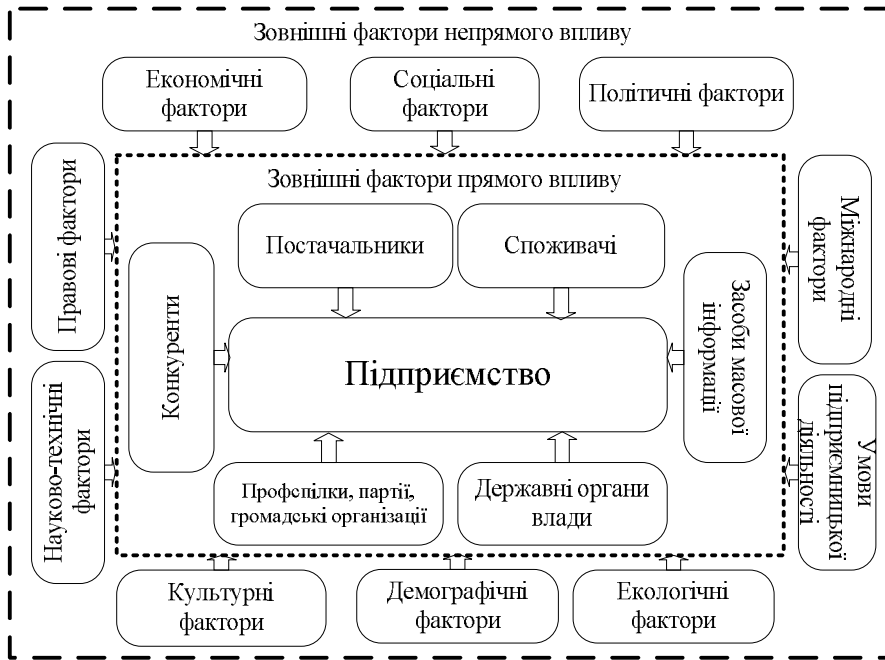 Зовнішні фактори непрямого впливу
Економічні
фактори
Соціальні
фактори
Політичні фактори
Правові фактори
Науково-технічні
фактори
Зовнішні фактори прямого впливу
Постачальники
Споживачі
Конкуренти
Підприємство
Засоби масової
інформації
Профспілки, партії,
громадські організації
Державні органи
влади
Міжнародні
фактори
Умови
підприємницької
діяльності
Культурні
фактори
Демографічні
фактори
Екологічні
фактори